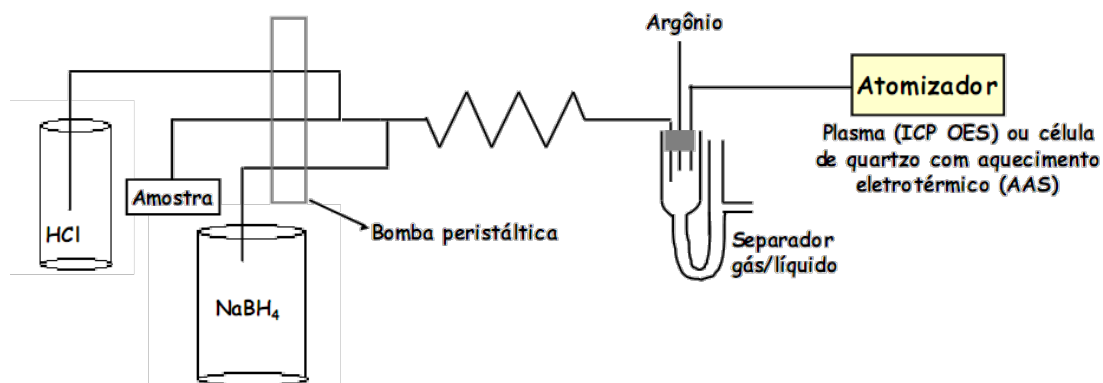 Argônio
Atomizador
Plasma (ICP OES) ou célula
de quartzo com aquecimento
eletrotérmico (AAS)
Amostra
HCl
Bomba peristáltica
Separador
gás/líquido
NaBH₄